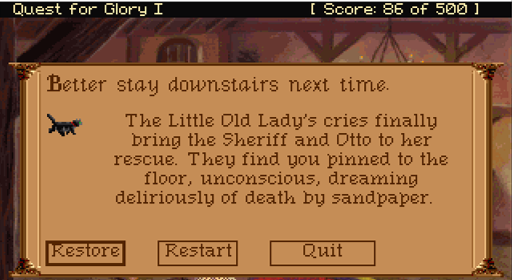 Quest for Glory I [ Score: 86 of 500 ]
Better stay downstairs next time.
The Little Old Lady's cries finally
bring the Sheriff and Otto to her
rescue. They find you pinned to the
floor, unconscious, dreaming
deliriously of death by sandpaper.
Restore Restart Quit